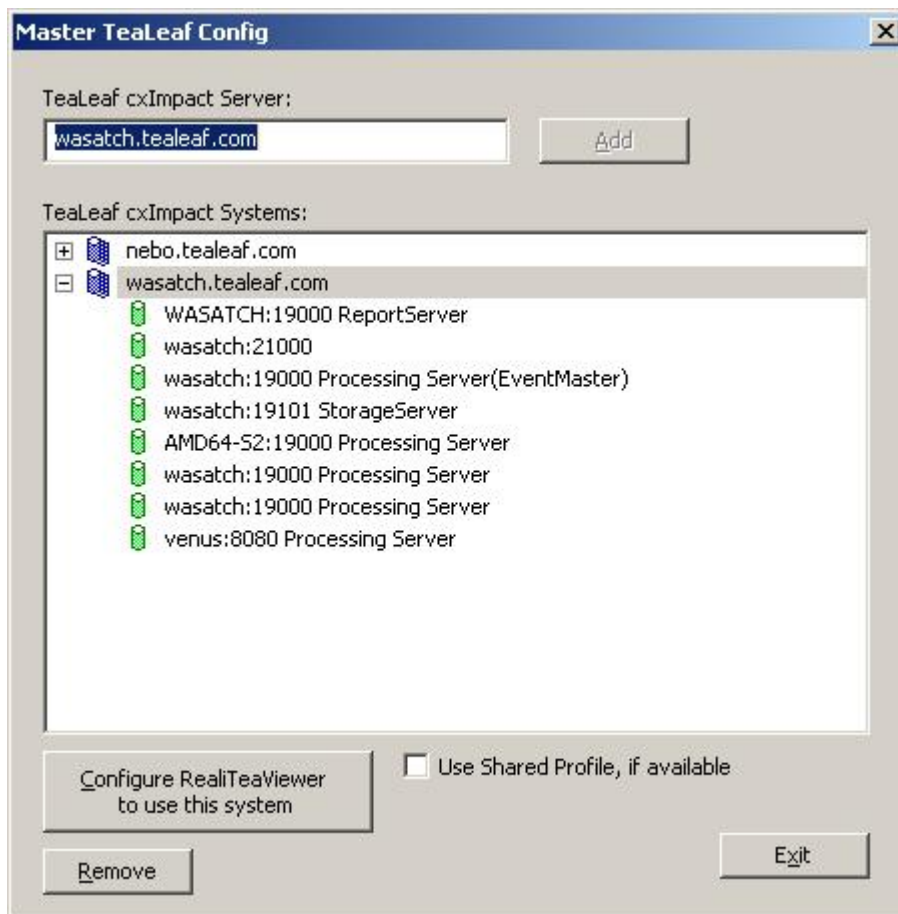 Master TeaLeaf Config
TeaLeaf cxImpact Server:
wasatch.tealeaf.com
Add
TeaLeaf cxImpact Systems:
nebo.tealeaf.com
wasatch.tealeaf.com
WASATCH:19000 ReportServer
wasatch:21000
wasatch:19000 Processing Server(EventMaster)
wasatch:19101 StorageServer
AMD64-S2:19000 Processing Server
wasatch:19000 Processing Server
wasatch:19000 Processing Server
venus:8080 Processing Server
Configure RealiTeaViewer
to use this system
Use Shared Profile, if available
Remove
Exit